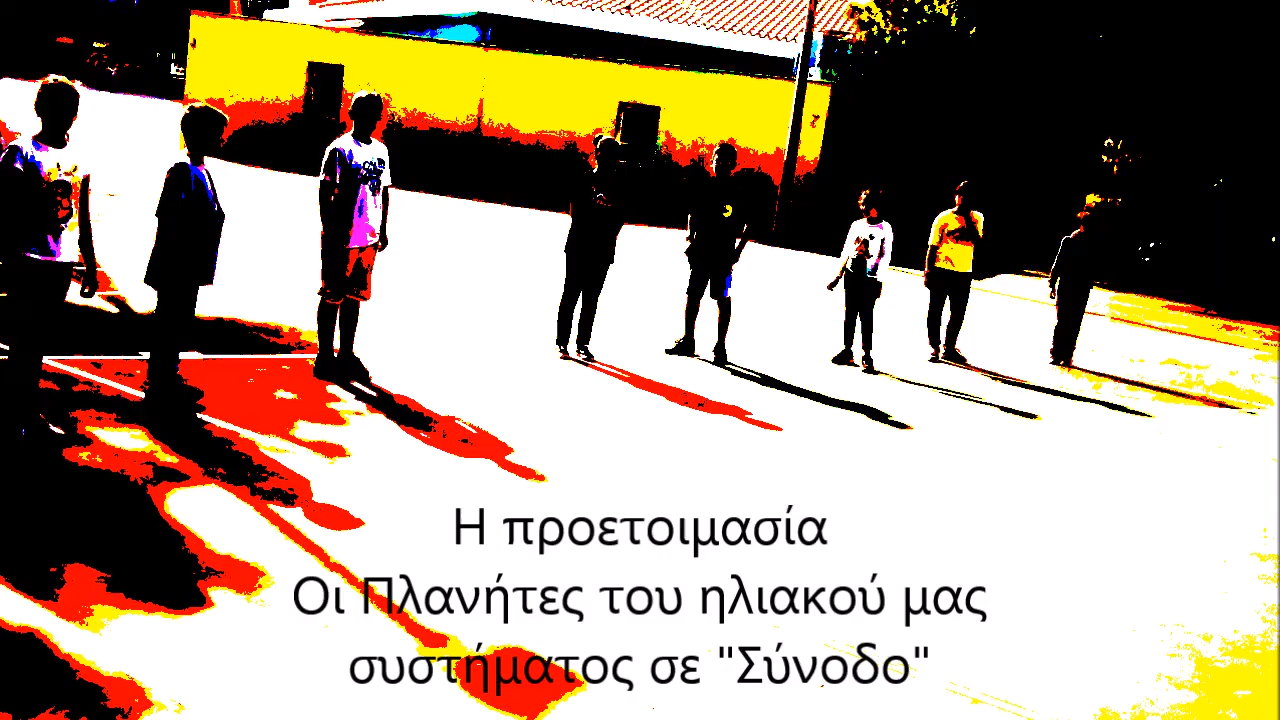 Η προετοιμασία
Οι Πλανήτες του ηλιακού μας
συστήματος σε "Σύνοδο"